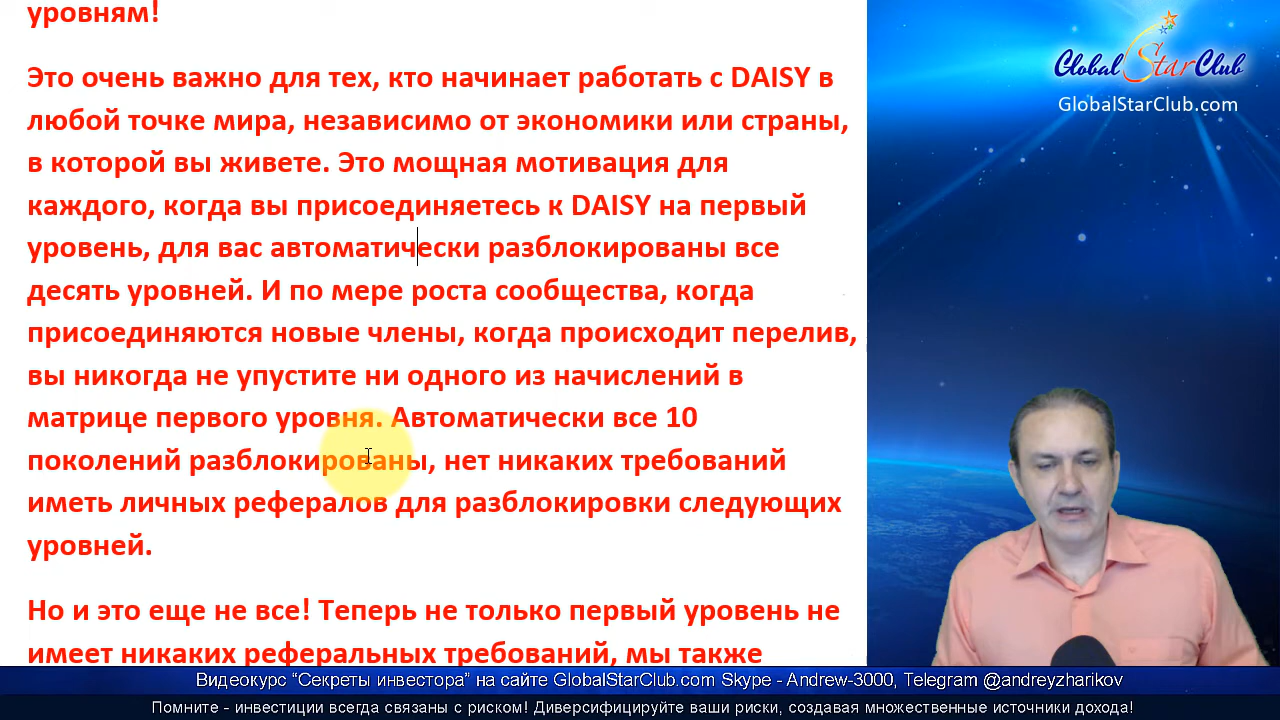 уровням!
Это очень важно для тех, кто начинает работать с DAISY в
любой точке мира, независимо от экономики или страны,
в которой вы живете. Это мощная мотивация для
каждого, когда вы присоединяетесь к DAISY на первый
уровень, для вас автоматически разблокированы все
десять уровней. И по мере роста сообщества, когда
присоединяются новые члены, когда происходит перелив,
вы никогда не упустите ни одного из начислений в
матрице первого уровня. Автоматически все 10
поколений разблокированы, нет никаких требований
иметь личных рефералов для разблокировки следующих
уровней.
Но и это еще не все! Теперь не только первый уровень не
имеет никаких реферальных требований, мы также
Global Star Club
GlobalStarClub.com
Видеокурс “Секреты инвестора” на сайте GlobalStarClub.com Skype - Andrew-3000, Telegram @andreyzharikov
Помните - инвестиции всегда связаны с риском! Диверсифицируйте ваши риски, создавая множественные источники дохода!